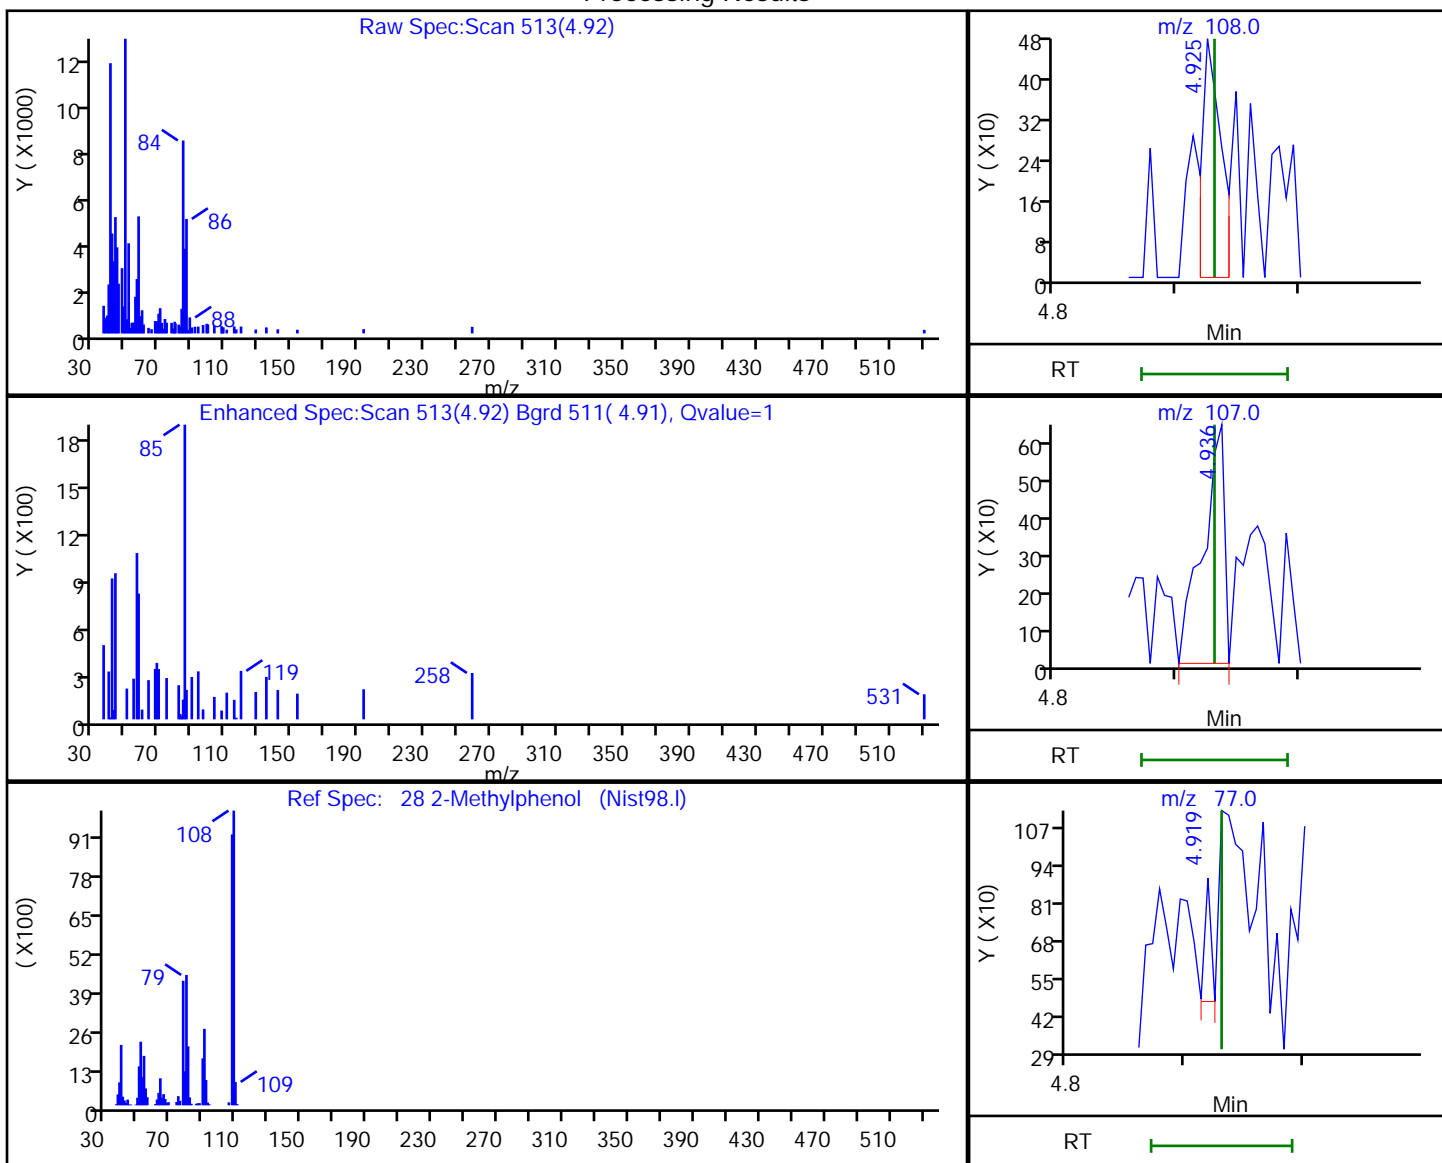 Processing Results
Raw Spec:Scan 513(4.92)
Y ( X1000)
12
10
8
6
4
2
0
84
86
88
30 70 110 150 190 230 270 310 350 390 430 470 510
m/z
m/z 108.0
Y ( X10)
48
40
32
24
16
8
0
4.925
4.8
Min
RT
Enhanced Spec:Scan 513(4.92) Bgrd 511( 4.91), Qvalue=1
Y ( X100)
18
15
12
9
6
3
0
85
119
258
531
30 70 110 150 190 230 270 310 350 390 430 470 510
m/z
m/z 107.0
Y ( X10)
60
50
40
30
20
10
0
4.936
4.8
Min
RT
Ref Spec: 28 2-Methylphenol (Nist98.l)
( X100)
91
78
65
52
39
26
13
0
108
79
109
30 70 110 150 190 230 270 310 350 390 430 470 510
m/z 77.0
Y ( X10)
107
94
81
68
55
42
29
4.919
4.8
Min
RT